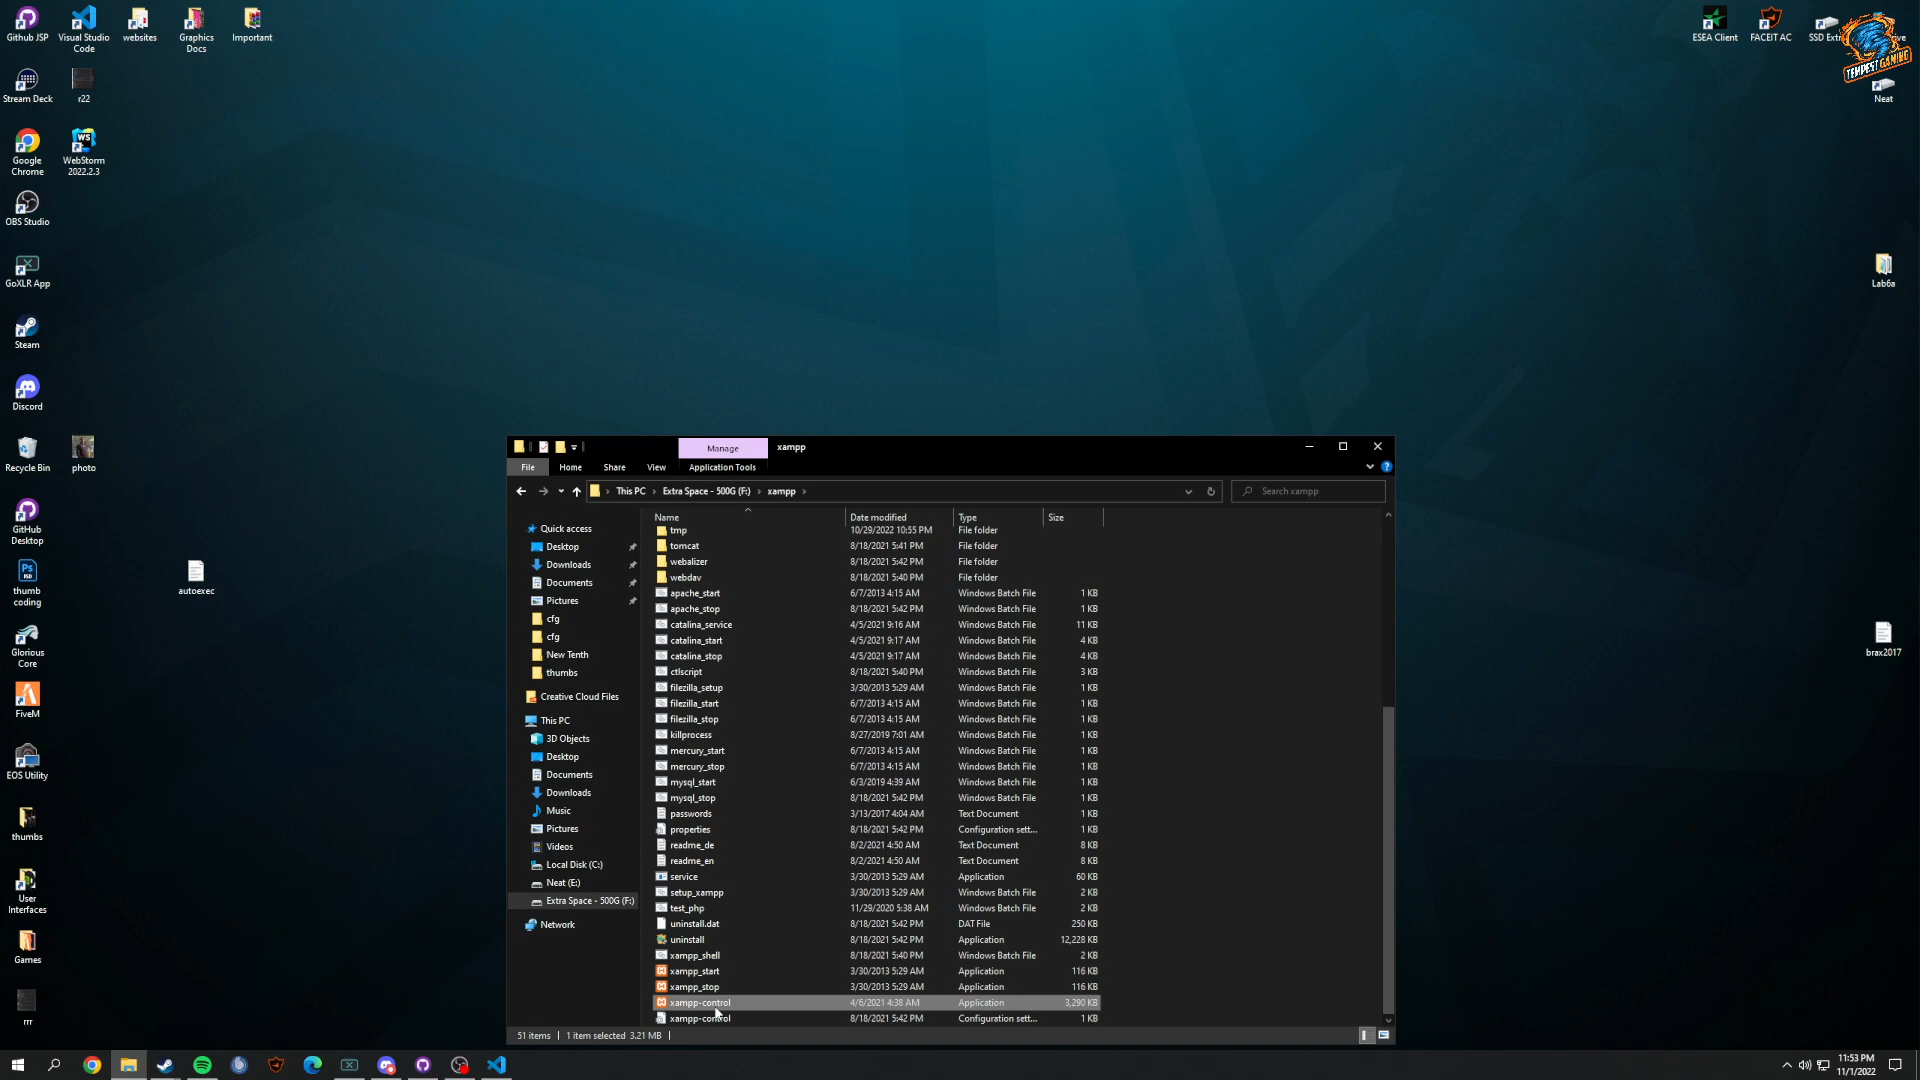 Github JSP
Visual Studio
Code
websites
Graphics
Docs
Important
ESEA Client
FACEIT AC
TEMPEST GAMING
Stream Deck
r22
Neat
Google
Chrome
WebStorm
2022.2.3
OBS Studio
GoXLR App
Lab6a
Steam
Discord
Recycle Bin
photo
GitHub
Desktop
thumb
coding
autoexec
Glorious
Core
brax2017
FiveM
EOS Utility
thumbs
User
Interfaces
Games
rrr
Manage
xampp
File
Home
Share
View
Application Tools
This PC
Extra Space - 500G (F:)
xampp
Search xampp
Quick access
Desktop
Downloads
Documents
Pictures
cfg
cfg
New Tenth
thumbs
Creative Cloud Files
This PC
3D Objects
Desktop
Documents
Downloads
Music
Pictures
Videos
Local Disk (C:)
Neat (E:)
Extra Space - 500G (F:)
Network
Name Date modified Type Size
tmp 10/29/2022 10:55 PM File folder
tomcat 8/18/2021 5:41 PM File folder
webalizer 8/18/2021 5:42 PM File folder
webdav 8/18/2021 5:40 PM File folder
apache_start 6/7/2013 4:15 AM Windows Batch File 1 KB
apache_stop 8/18/2021 5:42 PM Windows Batch File 1 KB
catalina_service 4/5/2021 9:16 AM Windows Batch File 11 KB
catalina_start 4/5/2021 9:17 AM Windows Batch File 4 KB
catalina_stop 4/5/2021 9:17 AM Windows Batch File 4 KB
ctlscript 8/18/2021 5:40 PM Windows Batch File 3 KB
filezilla_setup 3/30/2013 5:29 AM Windows Batch File 1 KB
filezilla_start 6/7/2013 4:15 AM Windows Batch File 1 KB
filezilla_stop 6/7/2013 4:15 AM Windows Batch File 1 KB
killprocess 8/27/2019 7:01 AM Windows Batch File 1 KB
mercury_start 6/7/2013 4:15 AM Windows Batch File 1 KB
mercury_stop 6/7/2013 4:15 AM Windows Batch File 1 KB
mysql_start 6/3/2019 4:39 AM Windows Batch File 1 KB
mysql_stop 8/18/2021 5:42 PM Windows Batch File 1 KB
passwords 3/13/2017 4:04 AM Text Document 1 KB
properties 8/18/2021 5:42 PM Configuration sett... 1 KB
readme_de 8/2/2021 4:50 AM Text Document 8 KB
readme_en 8/2/2021 4:50 AM Text Document 8 KB
service 3/30/2013 5:29 AM Application 60 KB
setup_xampp 3/30/2013 5:29 AM Windows Batch File 2 KB
test_php 11/29/2020 5:38 AM Windows Batch File 2 KB
uninstall.dat 8/18/2021 5:42 PM DAT File 250 KB
uninstall 8/18/2021 5:42 PM Application 12,228 KB
xampp_shell 8/18/2021 5:40 PM Windows Batch File 2 KB
xampp_start 3/30/2013 5:29 AM Application 116 KB
xampp_stop 3/30/2013 5:29 AM Application 116 KB
xampp-control 4/6/2021 4:38 AM Application 3,290 KB
xampp-control 8/18/2021 5:42 PM Configuration sett... 1 KB
51 items
1 item selected 3.21 MB
11:53 PM
11/1/2022